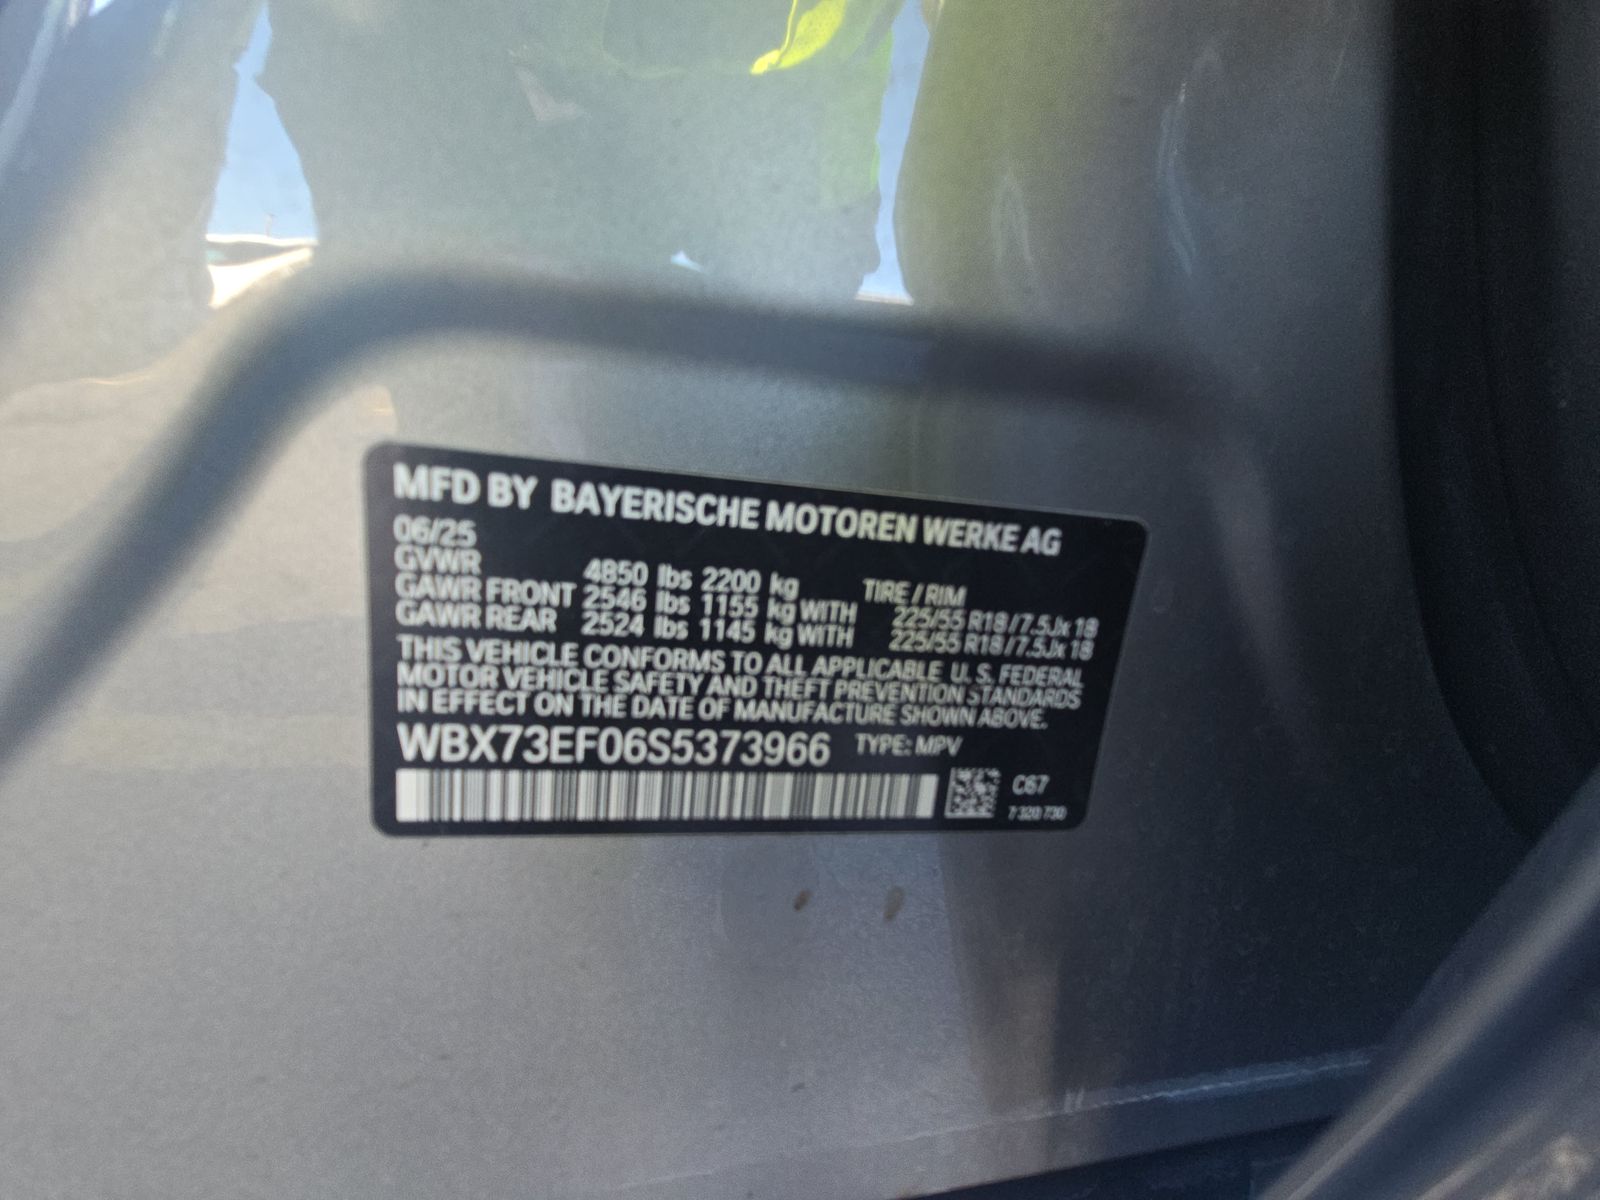 MFD BY BAYERISCHE MOTOREN WERKE AG
06/25
GVWR 4850 lbs 2200 kg TIRE / RIM
GAWR FRONT 2546 lbs 1155 kg WITH 225/55 R18 / 7.5Jx 18
GAWR REAR 2524 lbs 1145 kg WITH 225/55 R18 / 7.5Jx 18
THIS VEHICLE CONFORMS TO ALL APPLICABLE U. S. FEDERAL
MOTOR VEHICLE SAFETY AND THEFT PREVENTION STANDARDS
IN EFFECT ON THE DATE OF MANUFACTURE SHOWN ABOVE.
WBX73EF06S5373966 TYPE: MPV
C67
7 320 730